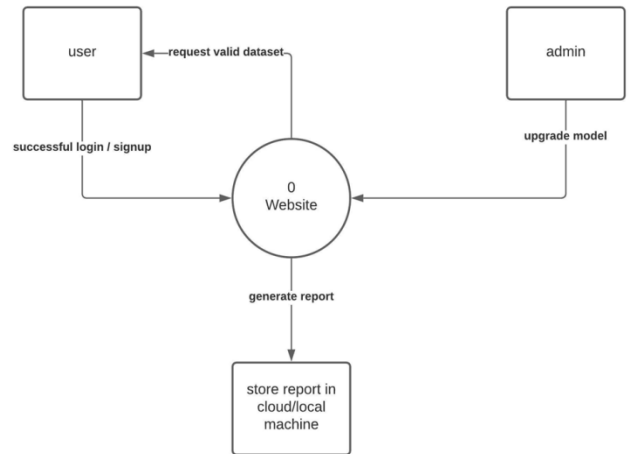 user
request valid dataset
admin
successful login / signup
upgrade model
0
Website
generate report
store report in
cloud/local
machine